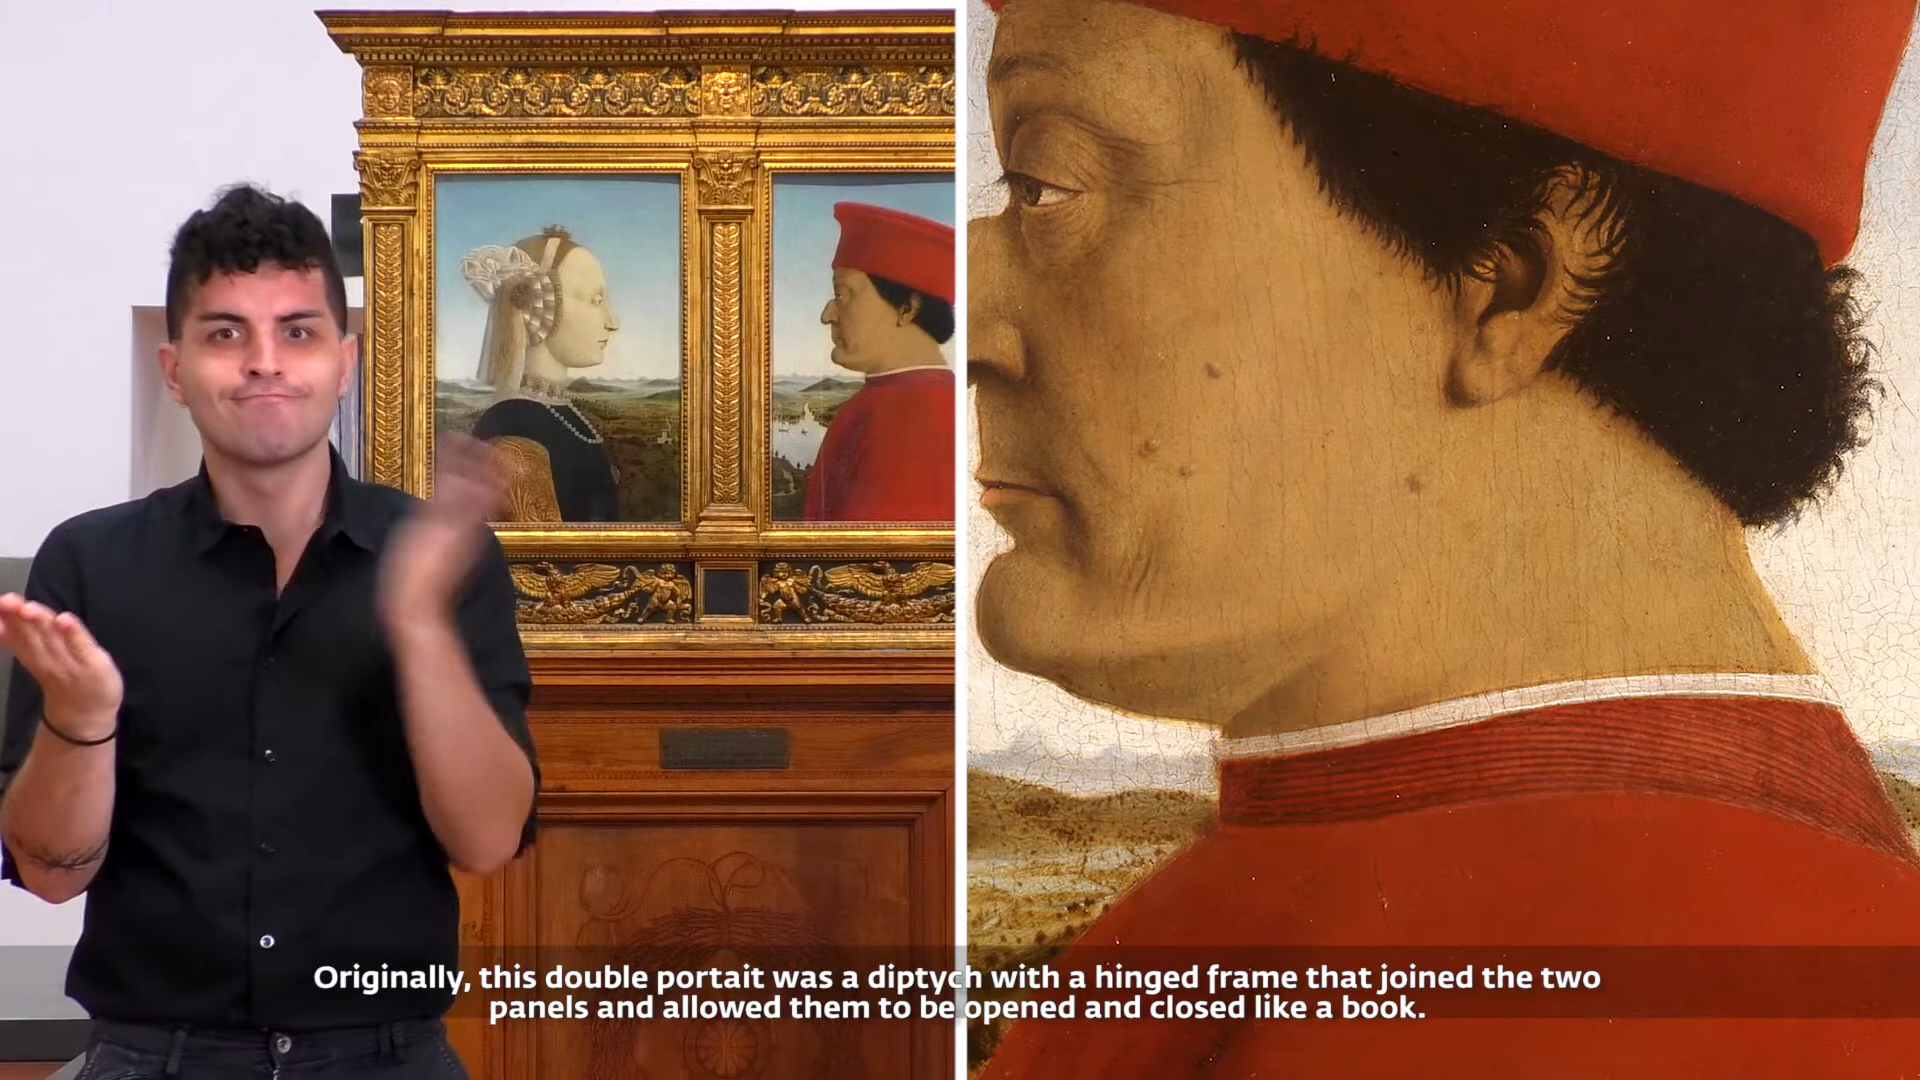 Originally, this double portait was a diptych with a hinged frame that joined the two
panels and allowed them to be opened and closed like a book.